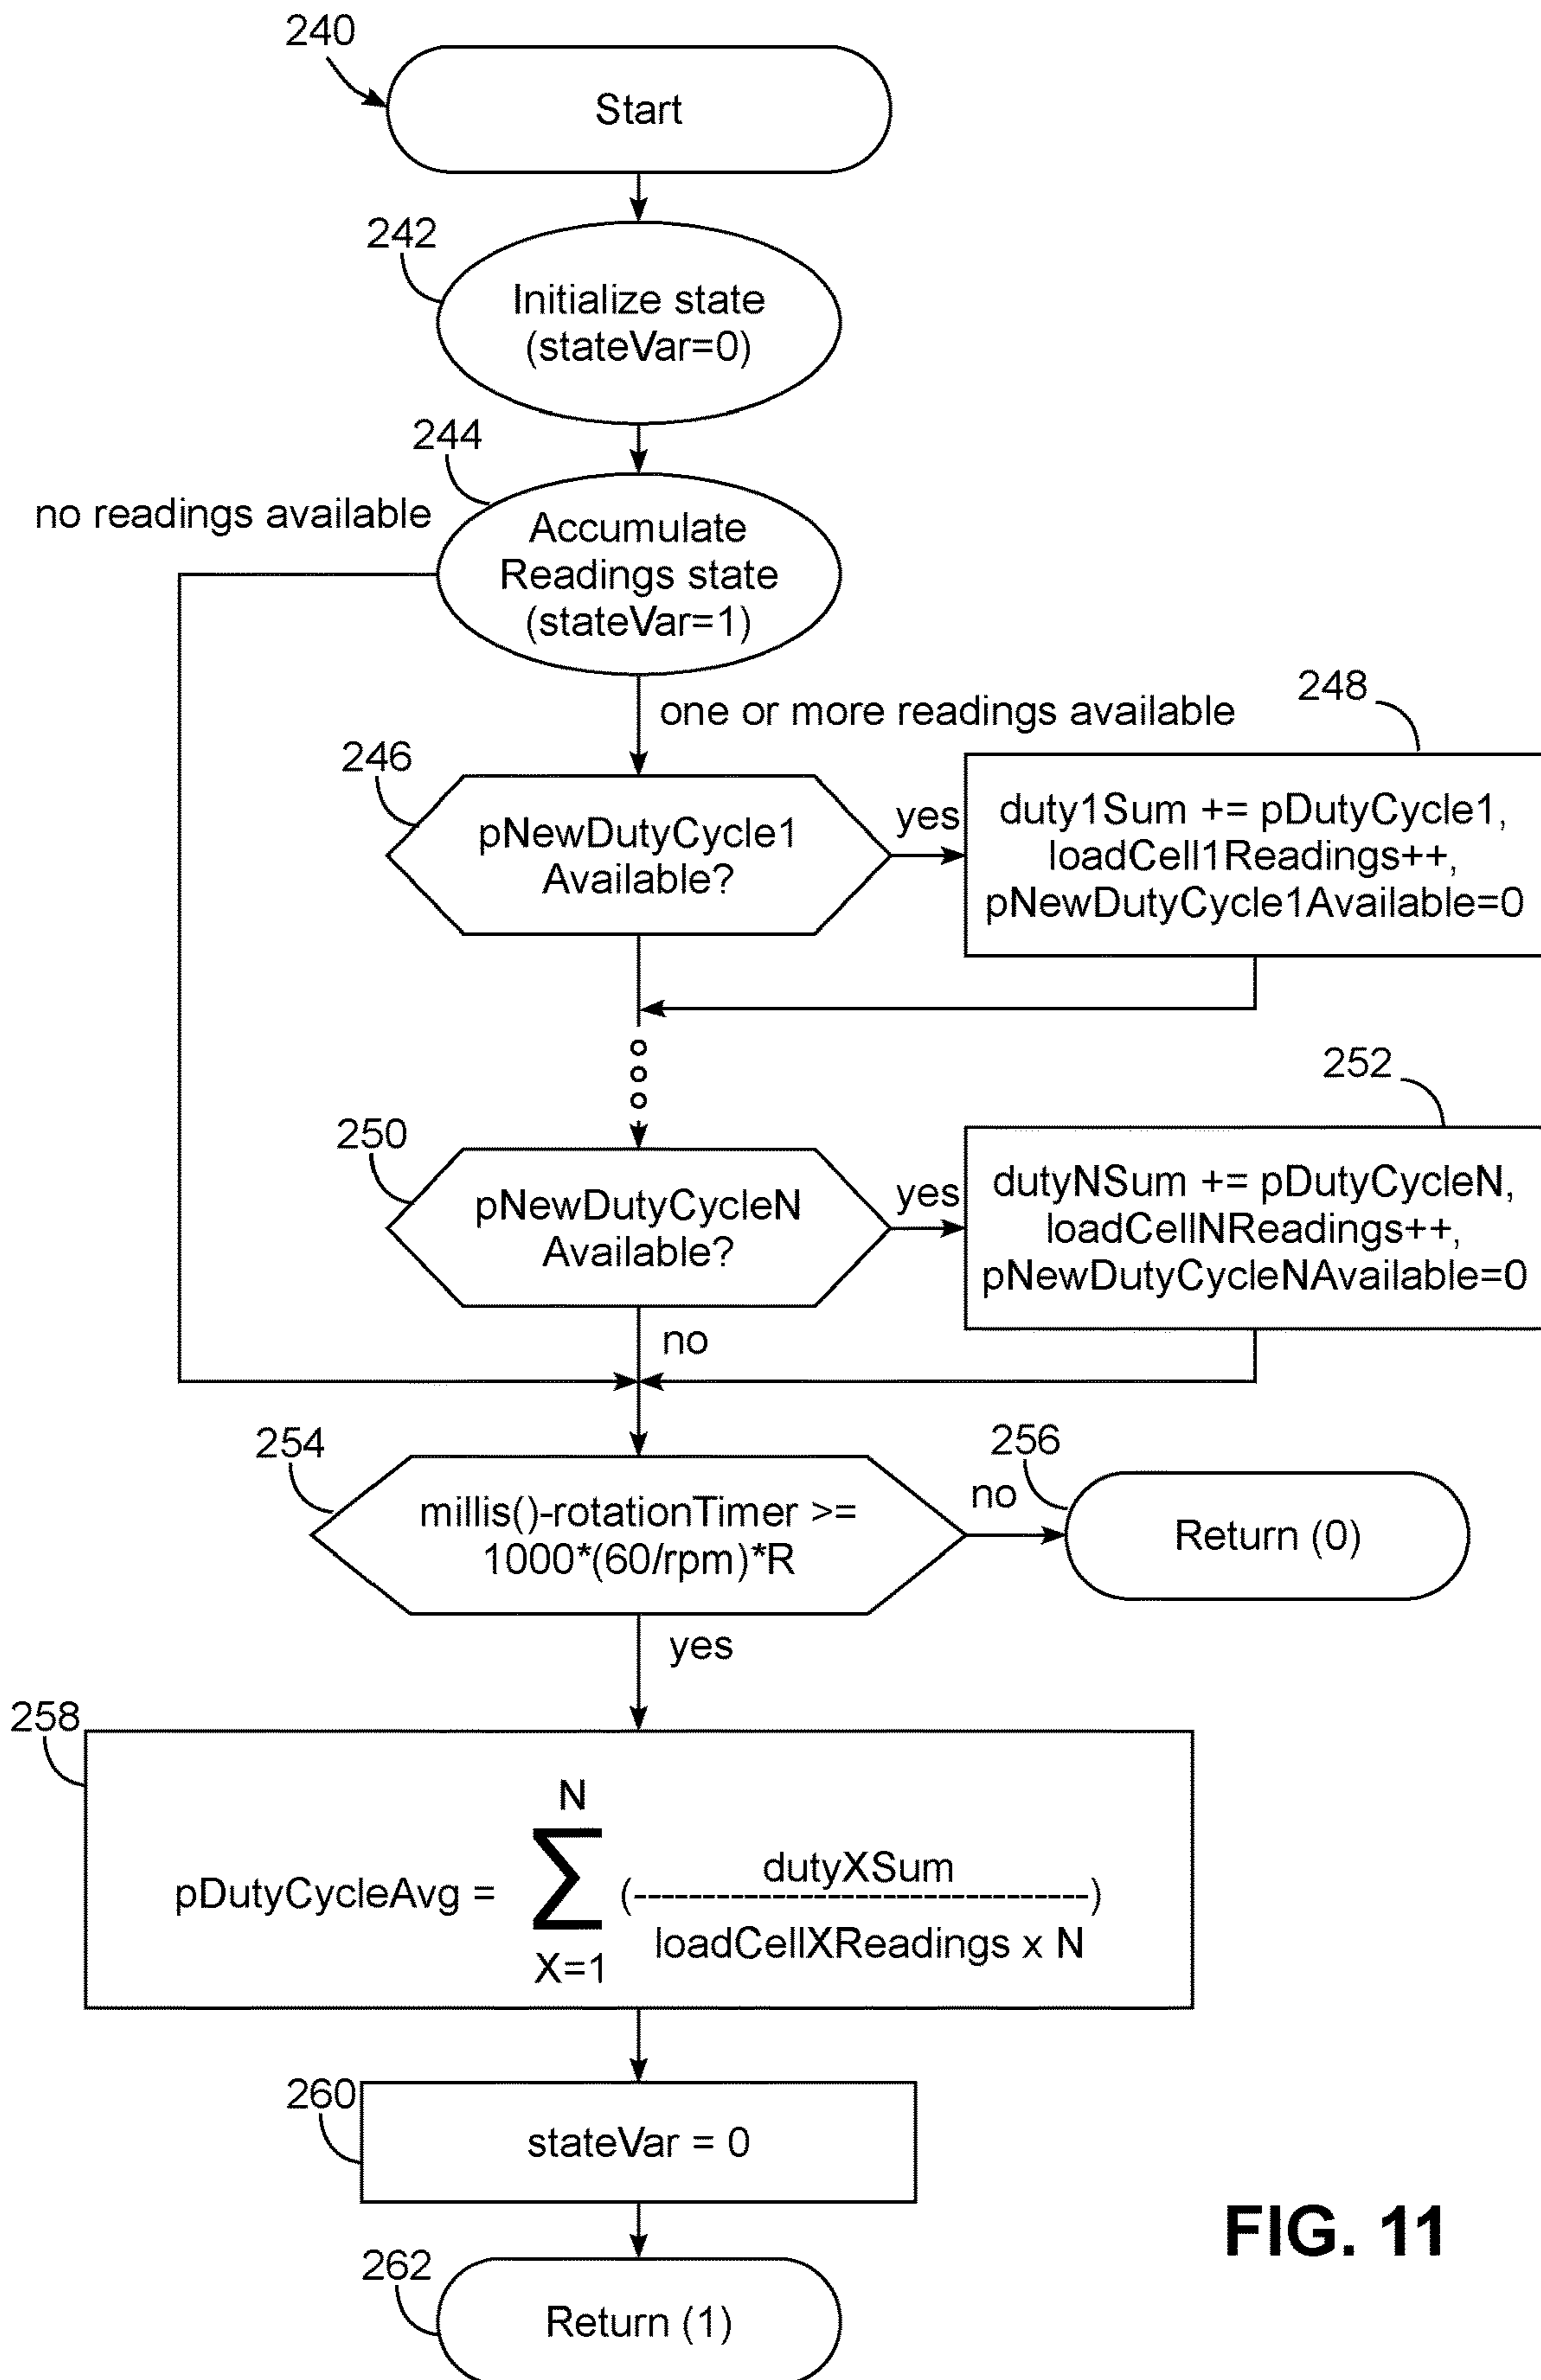 240
Start
242
Initialize state
(stateVar=0)
244
no readings available
Accumulate
Readings state
(stateVar=1)
one or more readings available
248
246
pNewDutyCycle1
Available?
yes
duty1Sum += pDutyCycle1,
loadCell1Readings++,
pNewDutyCycle1Available=0
252
250
pNewDutyCycleN
Available?
yes
dutyNSum += pDutyCycleN,
loadCellNReadings++,
pNewDutyCycleNAvailable=0
no
254
millis()-rotationTimer >=
1000*(60/rpm)*R
no
256
Return (0)
yes
258
N
pDutyCycleAvg = ∑ (---------------------------------)
dutyXSum
loadCellXReadings x N
X=1
260
stateVar = 0
262
Return (1)
FIG. 11